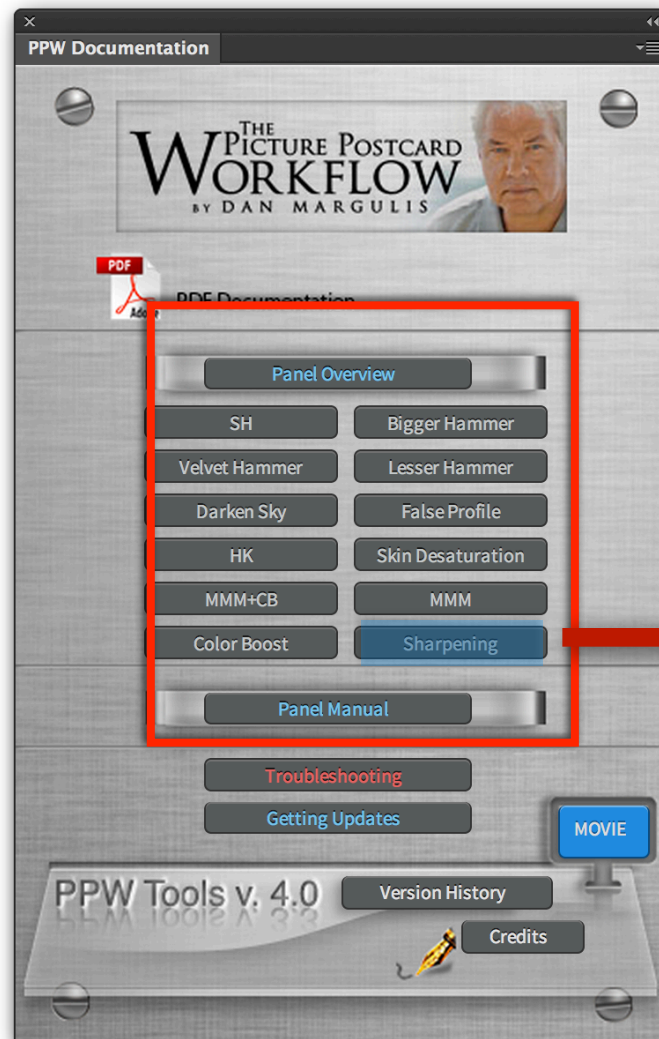 PPW Documentation
THE
PICTURE POSTCARD
WORKFLOW
BY DAN MARGULIS
PDF
Adobe
PDF Documentation
Panel Overview
SH
Bigger Hammer
Velvet Hammer
Lesser Hammer
Darken Sky
False Profile
HK
Skin Desaturation
MMM+CB
MMM
Color Boost
Sharpening
Panel Manual
Troubleshooting
Getting Updates
MOVIE
PPW Tools v. 4.0
Version History
Credits